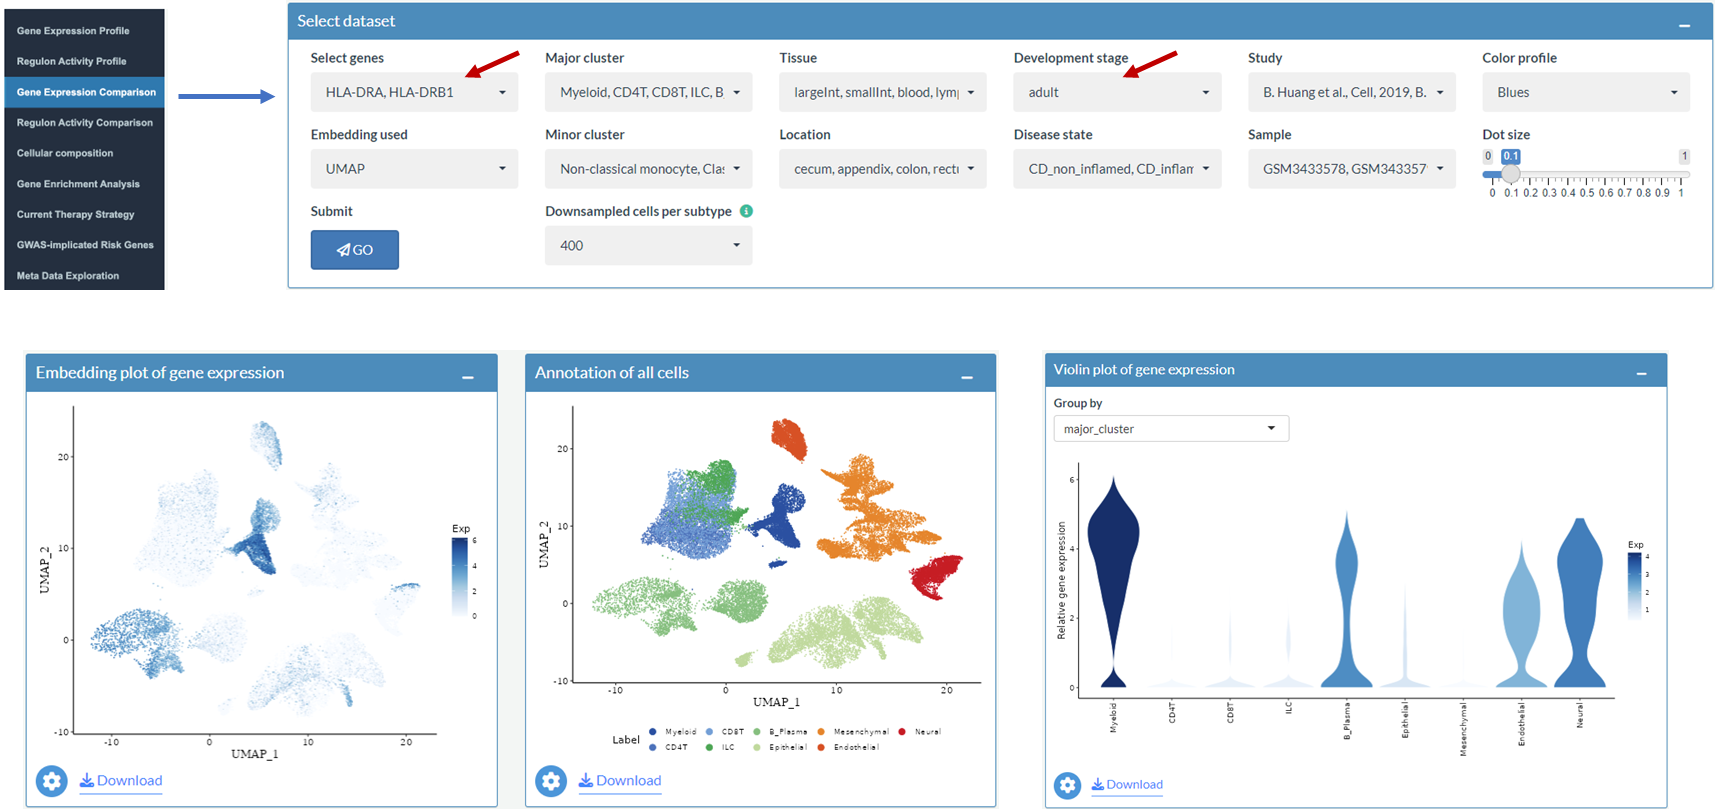 Gene Expression Profile
Regulon Activity Profile
Gene Expression Comparison
Regulon Activity Comparison
Cellular composition
Gene Enrichment Analysis
Current Therapy Strategy
GWAS-implicated Risk Genes
Meta Data Exploration
Select dataset
Select genes
HLA-DRA, HLA-DRB1
Major cluster
Myeloid, CD4T, CD8T, ILC, B_
Tissue
largeInt, smallInt, blood, lymp
Development stage
adult
Study
B. Huang et al., Cell, 2019, B.
Color profile
Blues
Embedding used
UMAP
Minor cluster
Non-classical monocyte, Clas
Location
cecum, appendix, colon, rectu
Disease state
CD_non_inflamed, CD_inflam
Sample
GSM3433578, GSM343357
Dot size
0 0.1 1
0 0.1 0.2 0.3 0.4 0.5 0.6 0.7 0.8 0.9 1
Submit
GO
Downsampled cells per subtype
400
Embedding plot of gene expression
UMAP_2
20
10
0
-10
-10 0 10 20
UMAP_1
Exp
6
4
2
0
Download
Annotation of all cells
UMAP_2
20
10
0
-10
-10 0 10 20
UMAP_1
Label
Myeloid CD8T B_Plasma Mesenchymal Neural
CD4T ILC Epithelial Endothelial
Download
Violin plot of gene expression
Group by
major_cluster
Relative gene expression
6
4
2
0
Myeloid CD4T CD8T ILC B_Plasma Epithelial Mesenchymal Endothelial Neural
Exp
4
3
2
1
Download